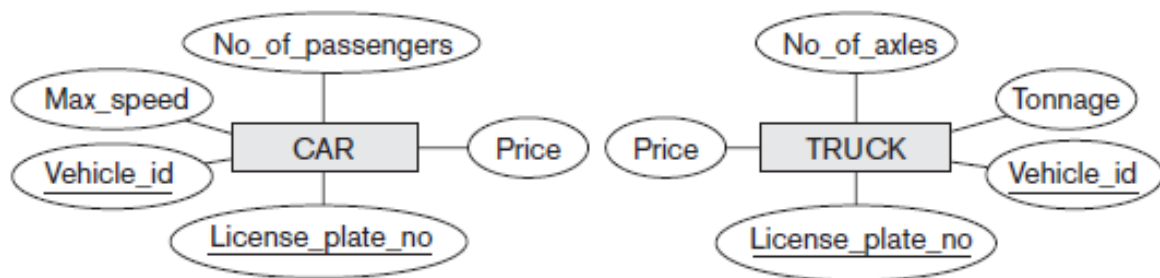 No_of_passengers
Max_speed
CAR
Price
Vehicle_id
License_plate_no
No_of_axles
Tonnage
Price
TRUCK
Vehicle_id
License_plate_no